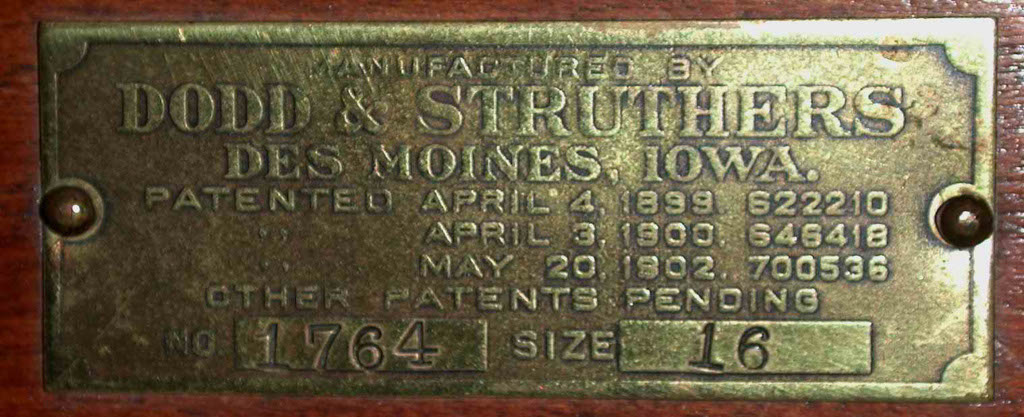 MANUFACTURED BY
DODD & STRUTHERS
DES MOINES, IOWA.
PATENTED APRIL 4, 1899. 622210
" APRIL 3, 1900. 646418
" MAY 20, 1902. 700536
OTHER PATENTS PENDING
NO 1764 SIZE 16